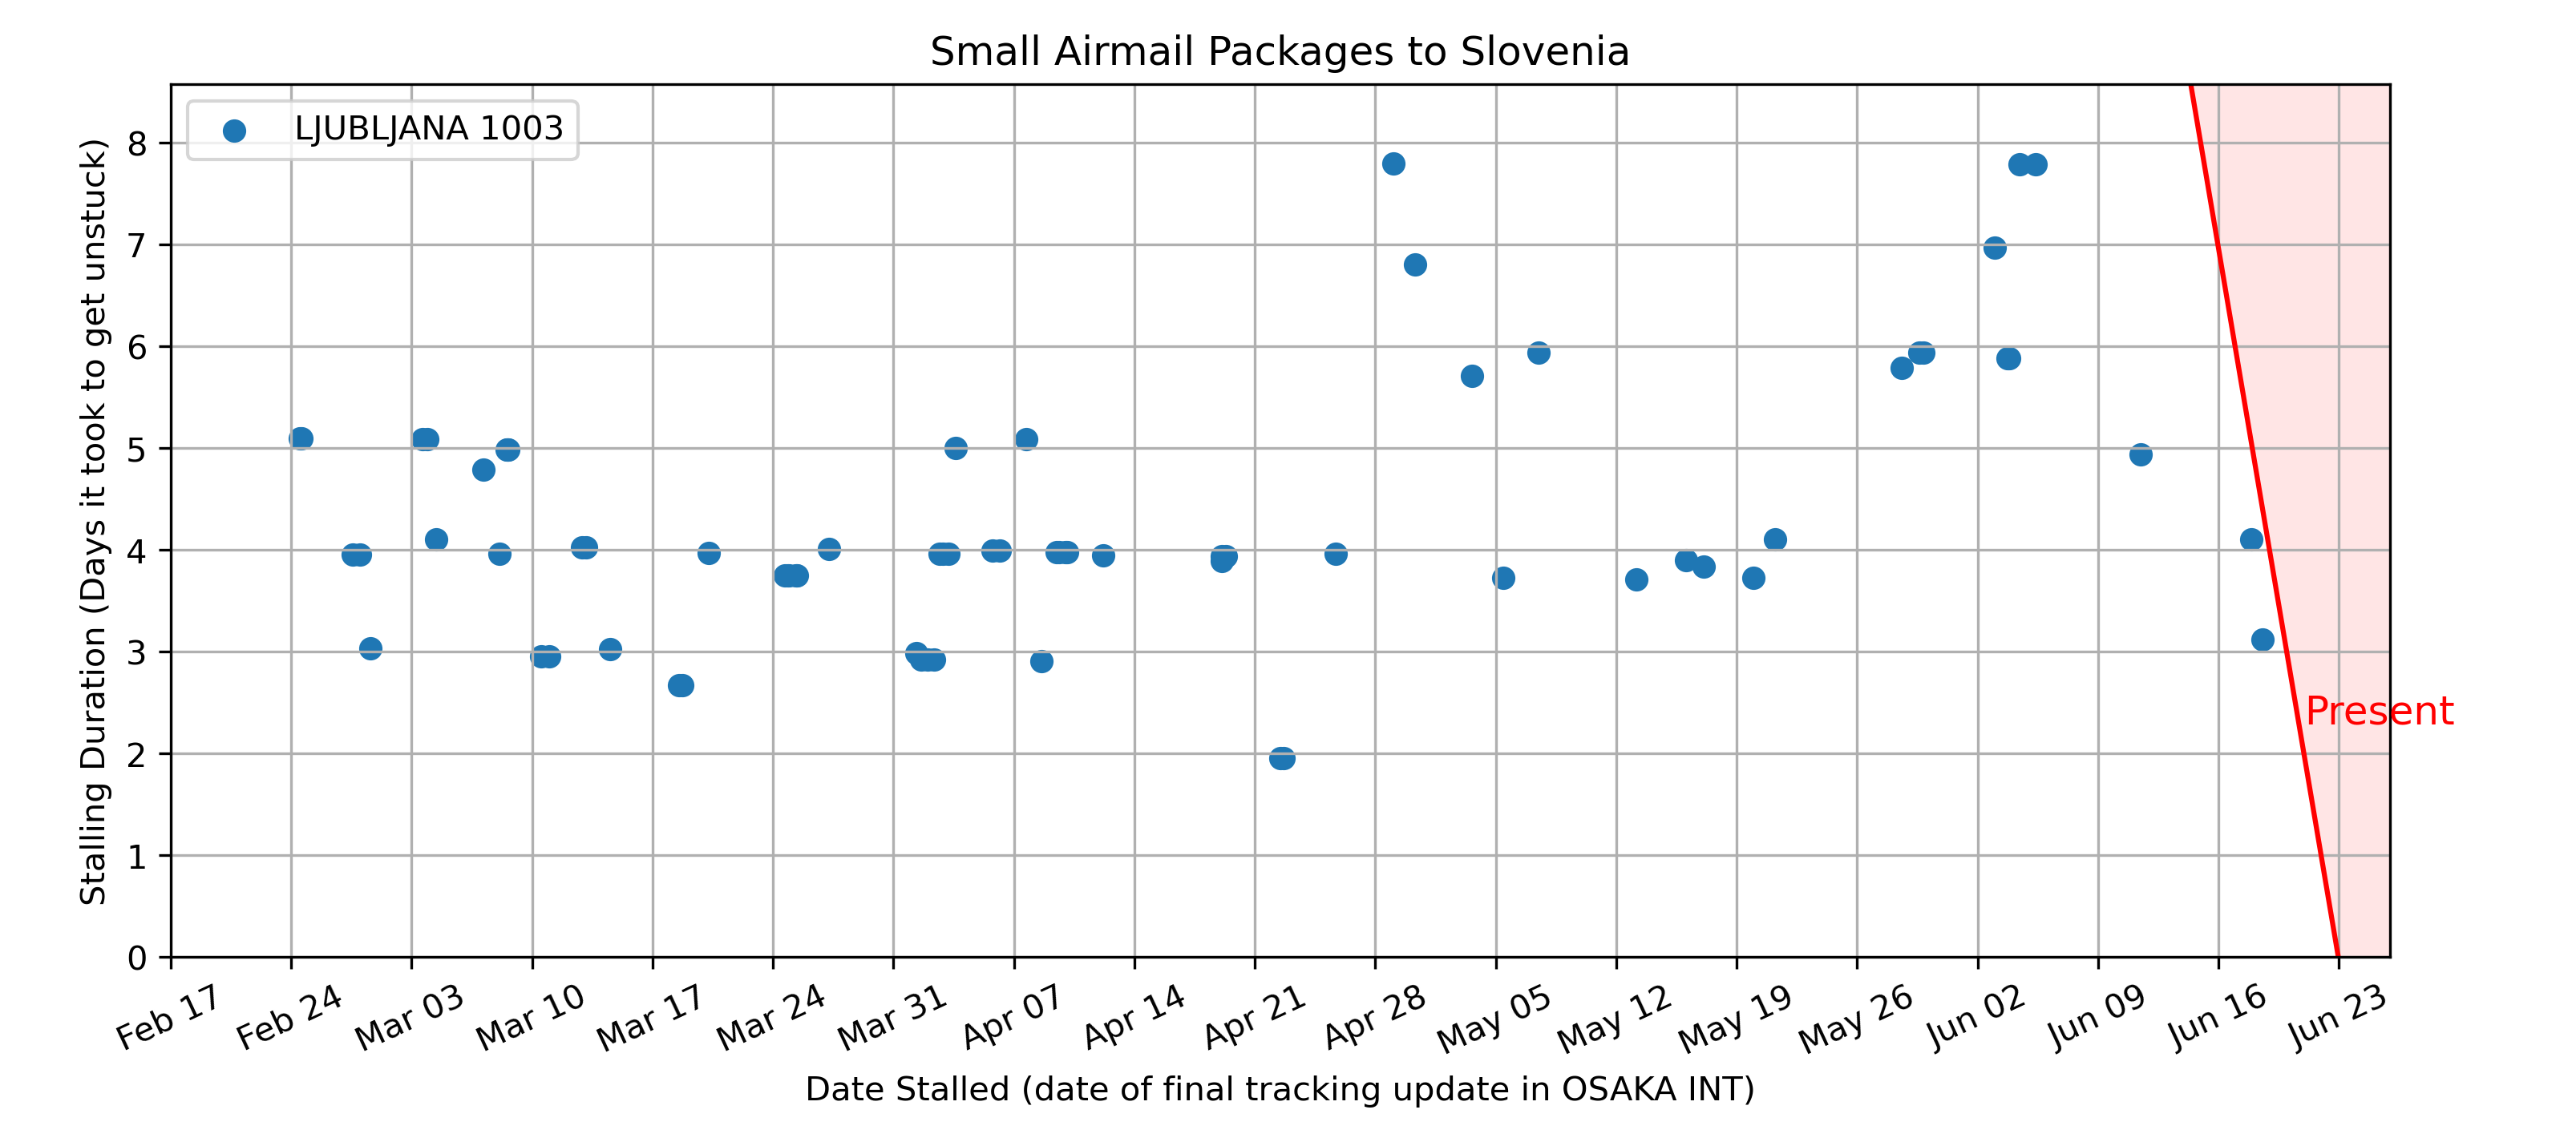 Small Airmail Packages to Slovenia
LJUBLJANA 1003
Stalling Duration (Days it took to get unstuck)
8
7
6
5
4
3
2
1
0
Present
Feb 17
Feb 24
Mar 03
Mar 10
Mar 17
Mar 24
Mar 31
Apr 07
Apr 14
Apr 21
Apr 28
May 05
May 12
May 19
May 26
Jun 02
Jun 09
Jun 16
Jun 23
Date Stalled (date of final tracking update in OSAKA INT)